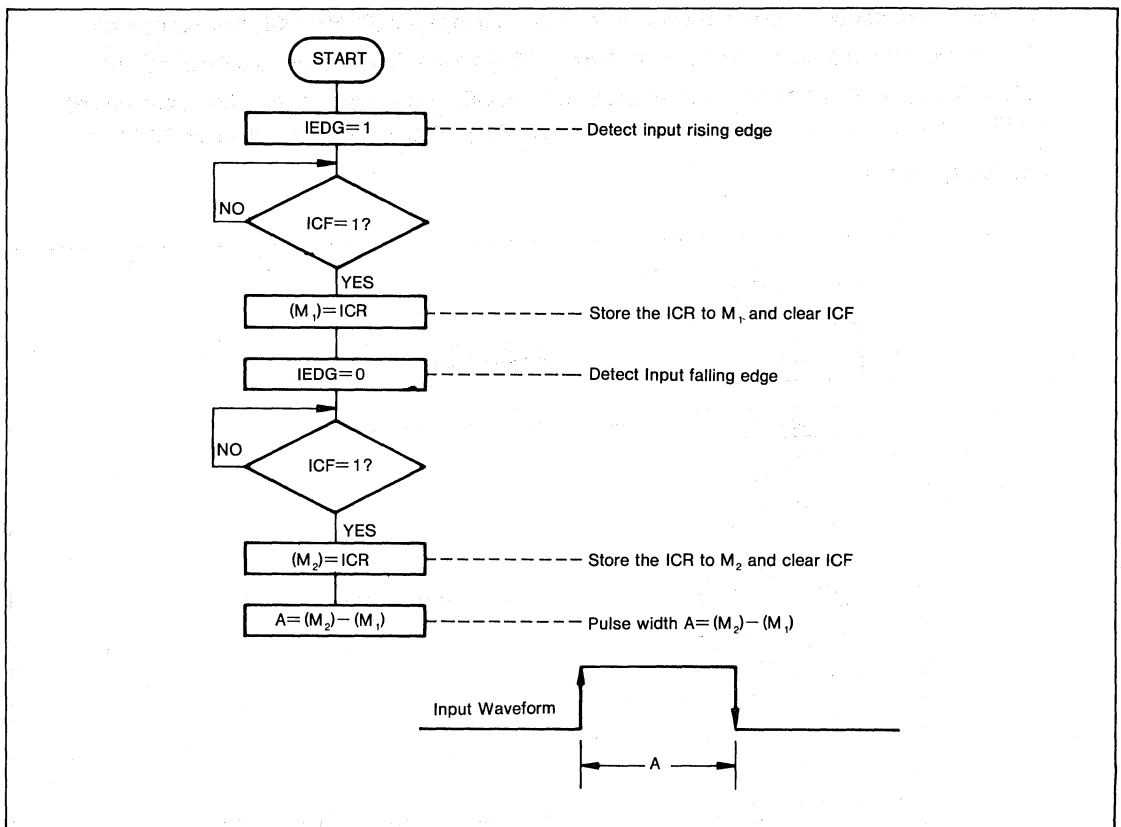 START
IEDG=1 Detect input rising edge
NO
ICF=1?
YES
(M₁)=ICR Store the ICR to M₁ and clear ICF
IEDG=0 Detect Input falling edge
NO
ICF=1?
YES
(M₂)=ICR Store the ICR to M₂ and clear ICF
A=(M₂)−(M₁) Pulse width A=(M₂)−(M₁)
Input Waveform
A